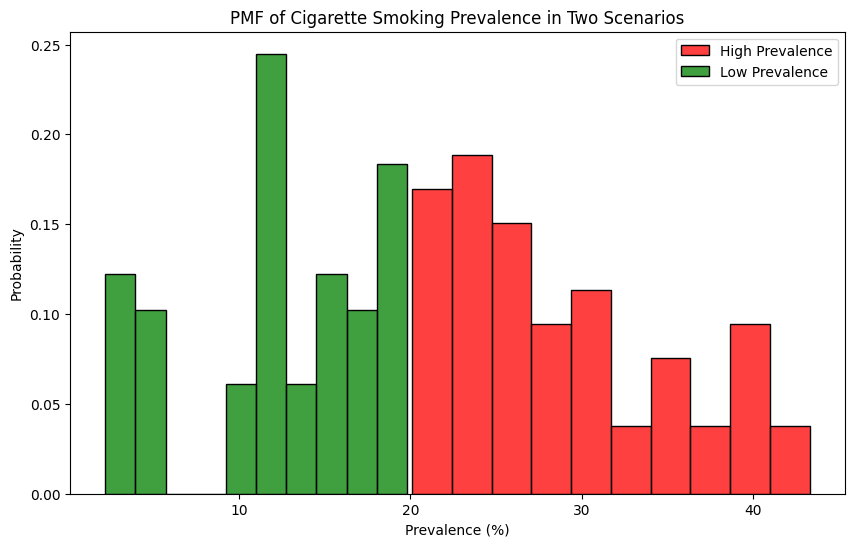 PMF of Cigarette Smoking Prevalence in Two Scenarios
High Prevalence
Low Prevalence
0.25
0.20
0.15
0.10
0.05
0.00
Probability
10
20
30
40
Prevalence (%)